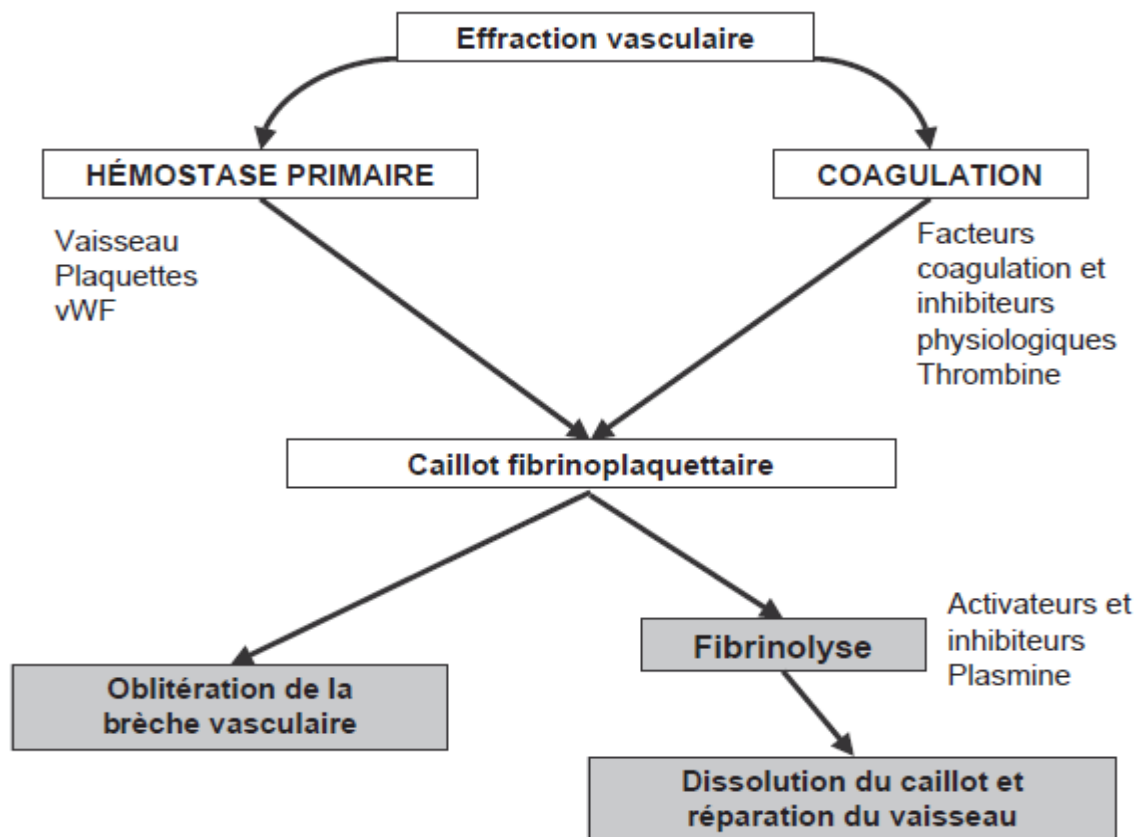 Effraction vasculaire
HÉMOSTASE PRIMAIRE
COAGULATION
Vaisseau
Plaquettes
vWF
Facteurs
coagulation et
inhibiteurs
physiologiques
Thrombine
Caillot fibrinoplaquettaire
Activateurs et
inhibiteurs
Plasmine
Fibrinolyse
Oblitération de la
brèche vasculaire
Dissolution du caillot et
réparation du vaisseau